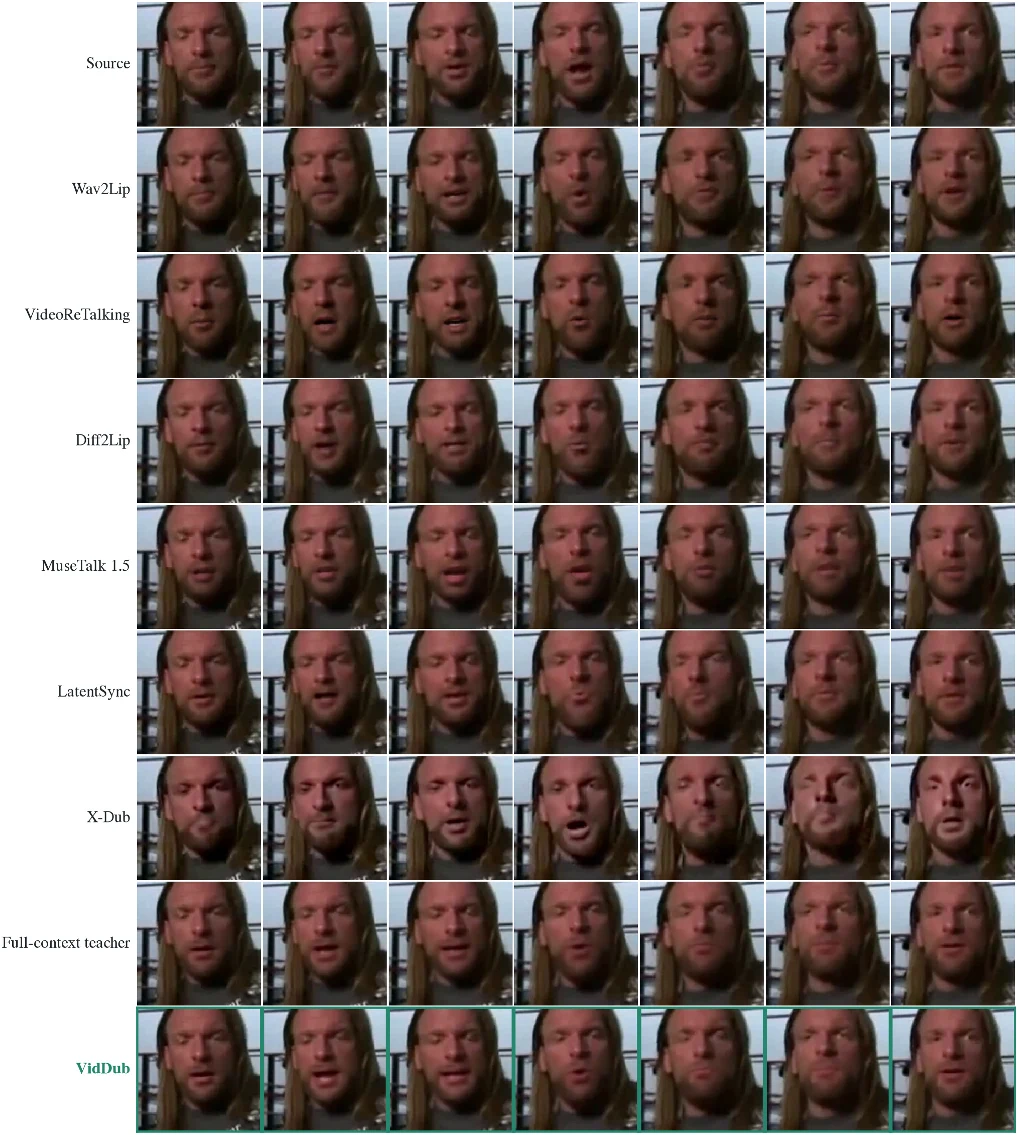 Source
Wav2Lip
VideoReTalking
Diff2Lip
MuseTalk 1.5
LatentSync
X-Dub
Full-context teacher
VidDub